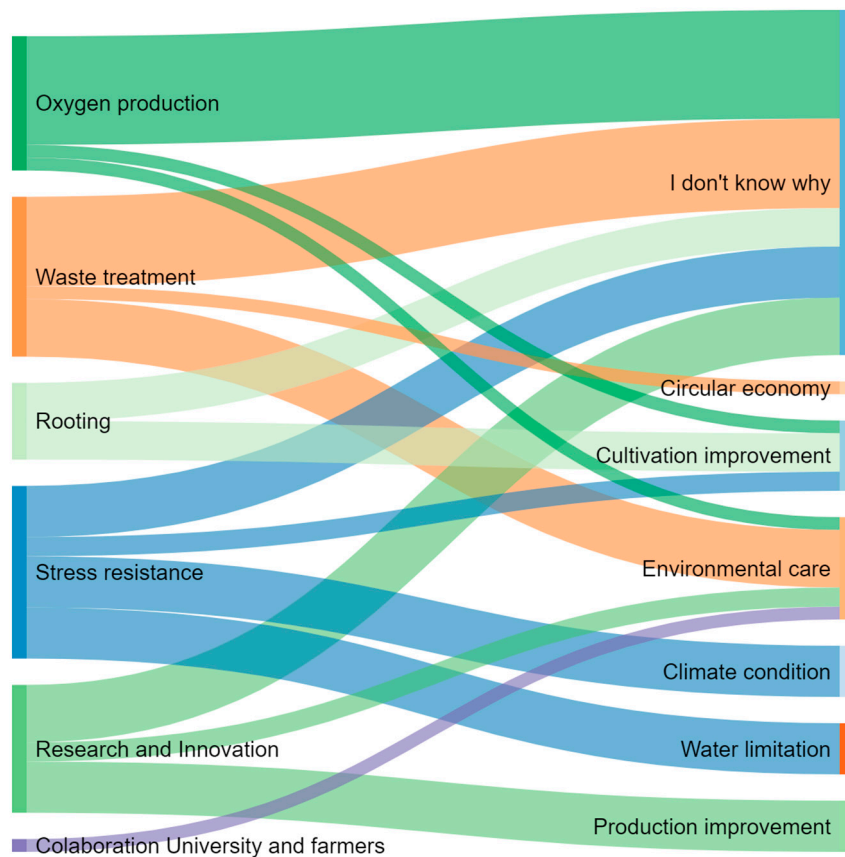 Oxygen production
I don't know why
Waste treatment
Circular economy
Rooting
Cultivation improvement
Environmental care
Stress resistance
Climate condition
Research and Innovation
Water limitation
Production improvement
Colaboration University and farmers